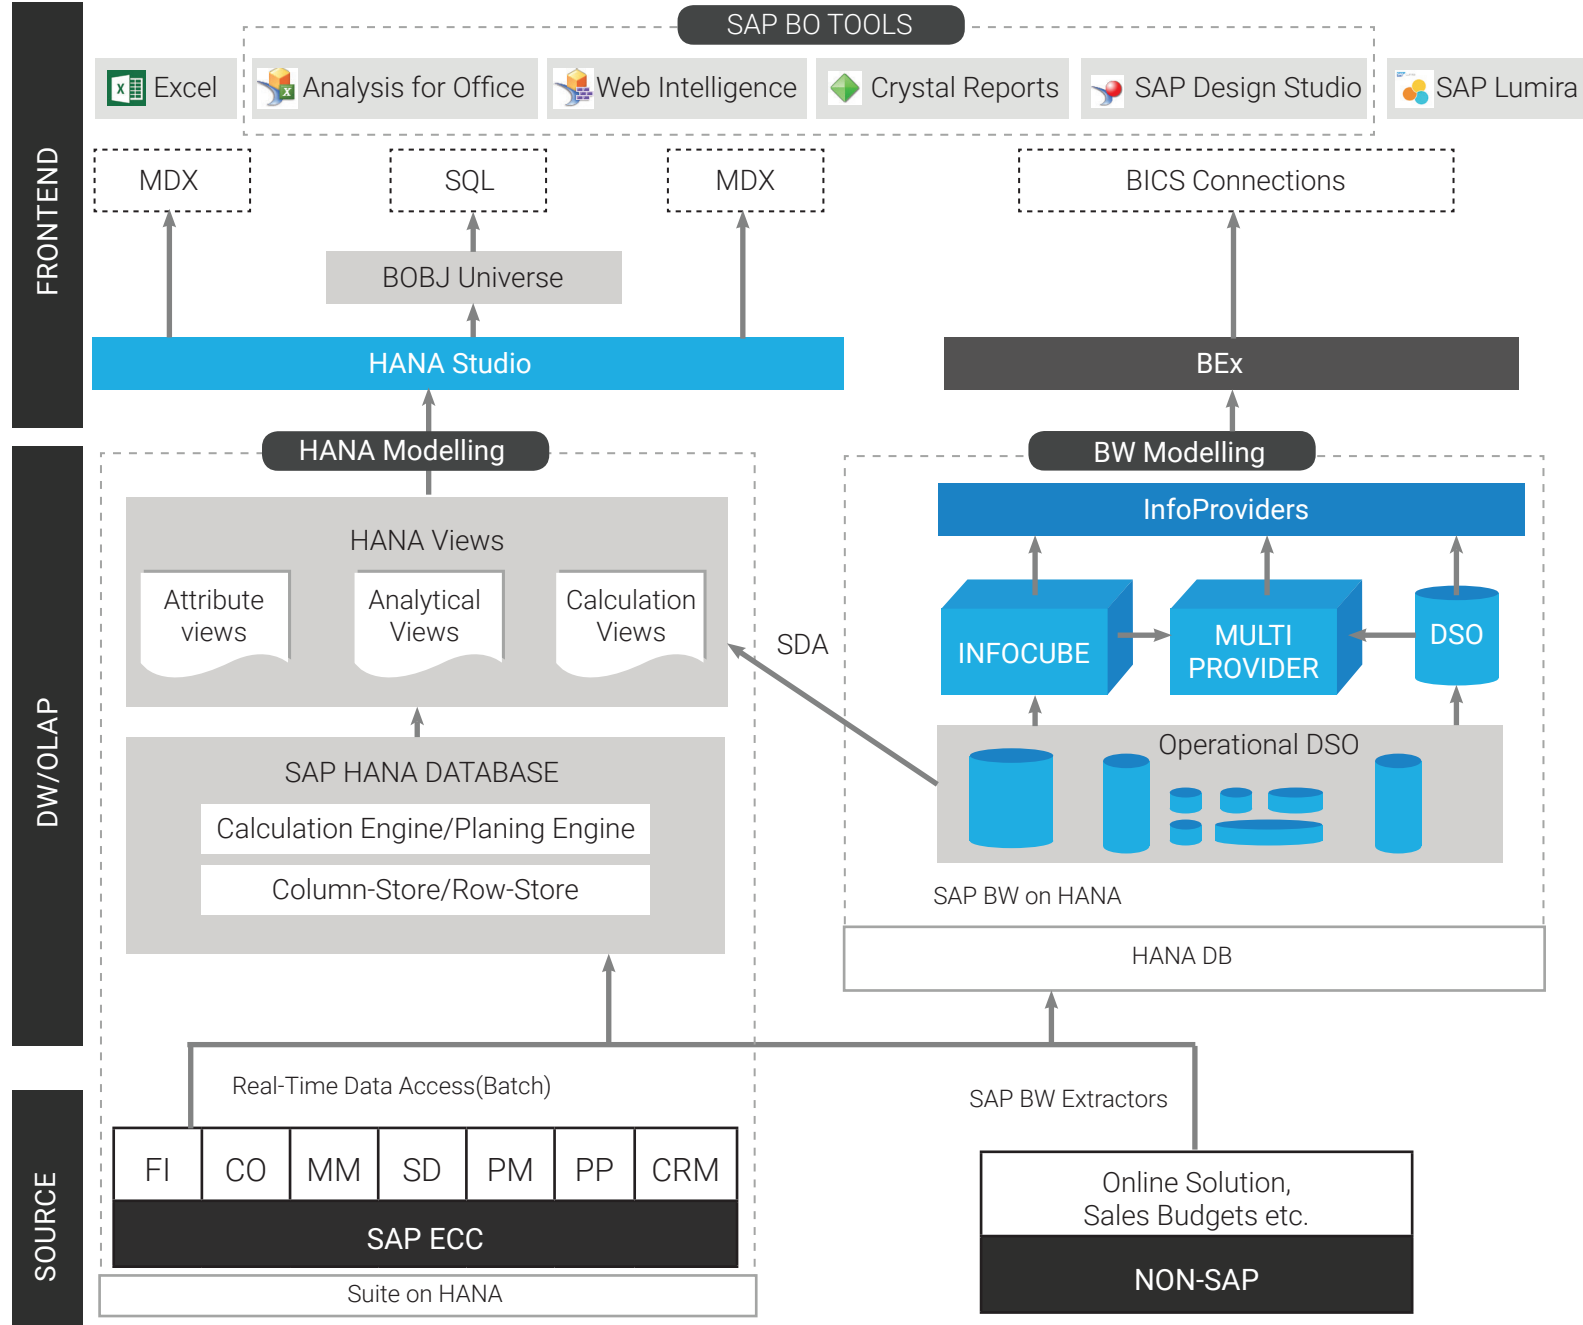 SAP BO TOOLS
Excel
Analysis for Office
Web Intelligence
Crystal Reports
SAP Design Studio
SAP Lumira
FRONTEND
MDX
SQL
MDX
BICS Connections
BOBJ Universe
HANA Studio
BEx
DW/OLAP
HANA Modelling
BW Modelling
HANA Views
Attribute
views
Analytical
Views
Calculation
Views
SDA
InfoProviders
INFOCUBE
MULTI
PROVIDER
DSO
Operational DSO
SAP HANA DATABASE
Calculation Engine/Planing Engine
Column-Store/Row-Store
SAP BW on HANA
HANA DB
Real-Time Data Access(Batch)
SAP BW Extractors
SOURCE
FI
CO
MM
SD
PM
PP
CRM
SAP ECC
Suite on HANA
Online Solution,
Sales Budgets etc.
NON-SAP